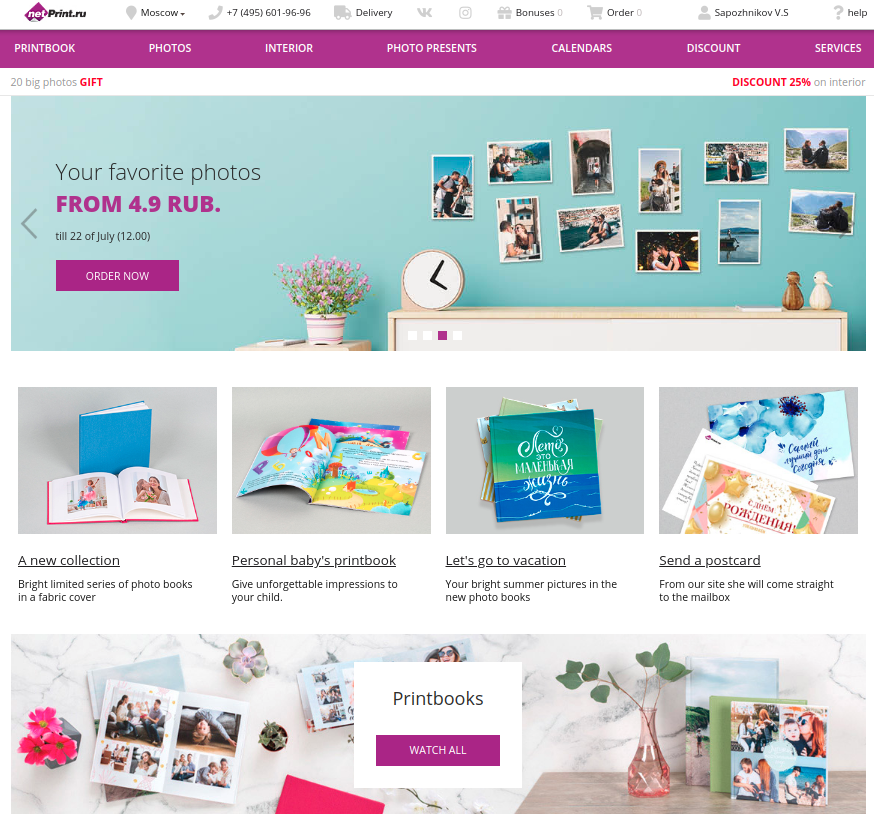 netPrint.ru
Moscow
+7 (495) 601-96-96
Delivery
Bonuses 0
Order 0
Sapozhnikov V.S
help
PRINTBOOK
PHOTOS
INTERIOR
PHOTO PRESENTS
CALENDARS
DISCOUNT
SERVICES
20 big photos GIFT
DISCOUNT 25% on interior
Your favorite photos
FROM 4.9 RUB.
till 22 of July (12.00)
ORDER NOW
Лето
ЭТО
МАЛЕНЬКАЯ
жизнь
Самый
лучший день-
Сегодня
С ДНЁМ
РОЖДЕНИЯ!
A new collection
Bright limited series of photo books
in a fabric cover
Personal baby's printbook
Give unforgettable impressions to
your child.
Let's go to vacation
Your bright summer pictures in the
new photo books
Send a postcard
From our site she will come straight
to the mailbox
Printbooks
WATCH ALL